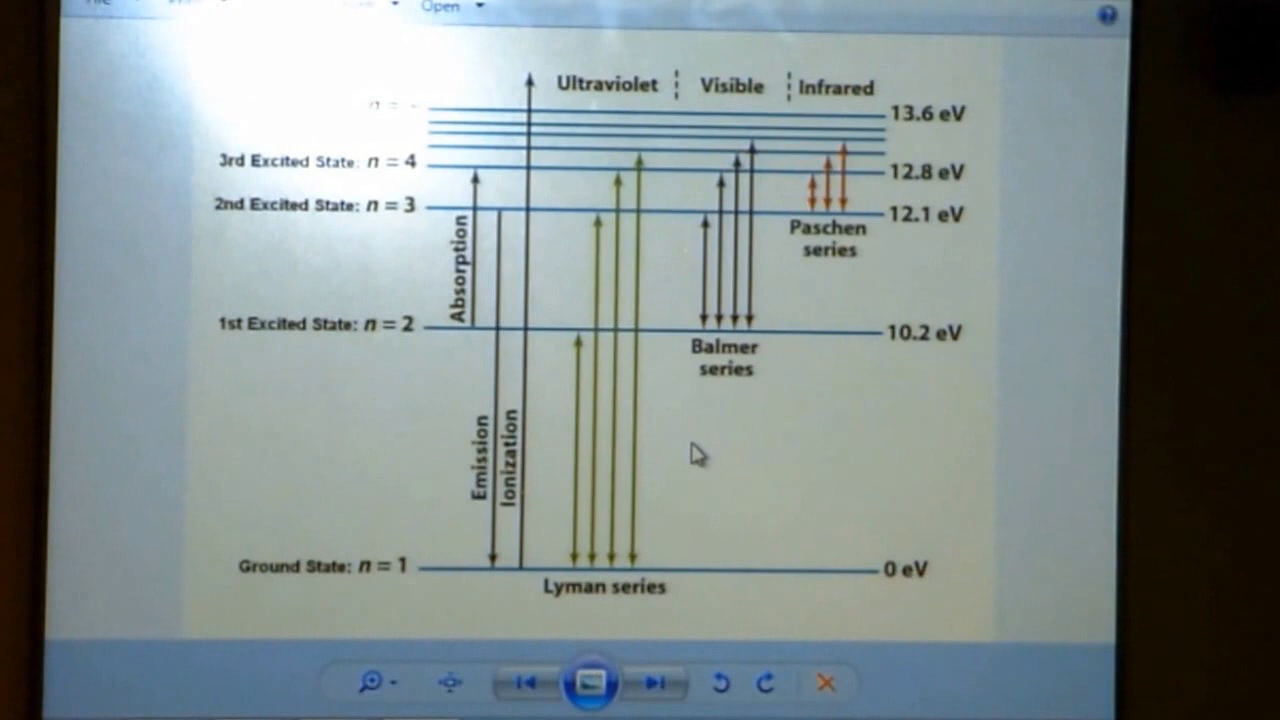 Open
Ultraviolet Visible Infrared
13.6 eV
3rd Excited State: n = 4
12.8 eV
2nd Excited State: n = 3
12.1 eV
Paschen
series
Absorption
1st Excited State: n = 2
10.2 eV
Balmer
series
Emission
Ionization
Ground State: n = 1
0 eV
Lyman series